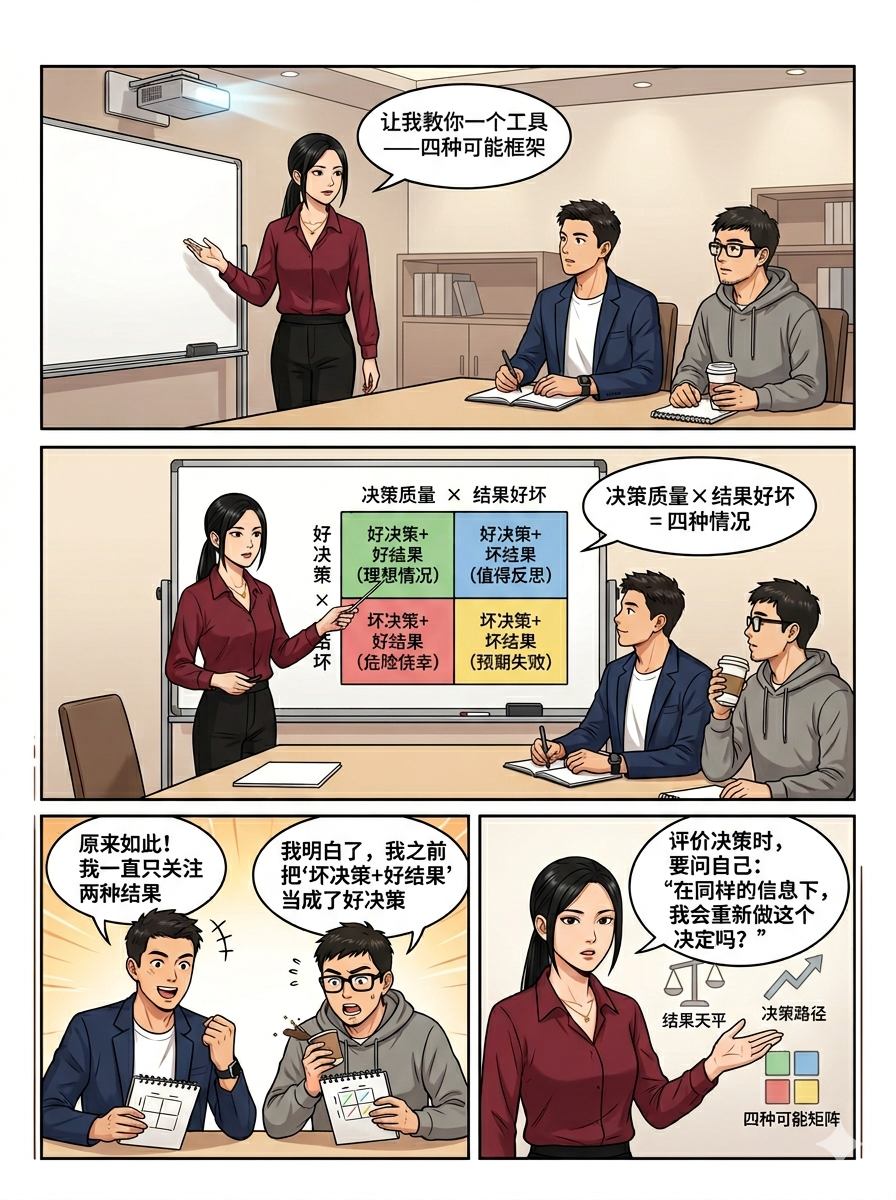 让我教你一个工具
——四种可能框架
决策质量 × 结果好坏
好决策×
坏
好决策+
好结果
(理想情况)
好决策+
坏结果
(值得反思)
坏决策+
好结果
(危险侥幸)
坏决策+
坏结果
(预期失败)
决策质量×结果好坏
= 四种情况
原来如此！
我一直只关注
两种结果
我明白了，我之前
把‘坏决策+好结果’
当成了好决策
评价决策时，
要问自己：
“在同样的信息下，
我会重新做这个
决定吗？”
结果天平
决策路径
四种可能矩阵